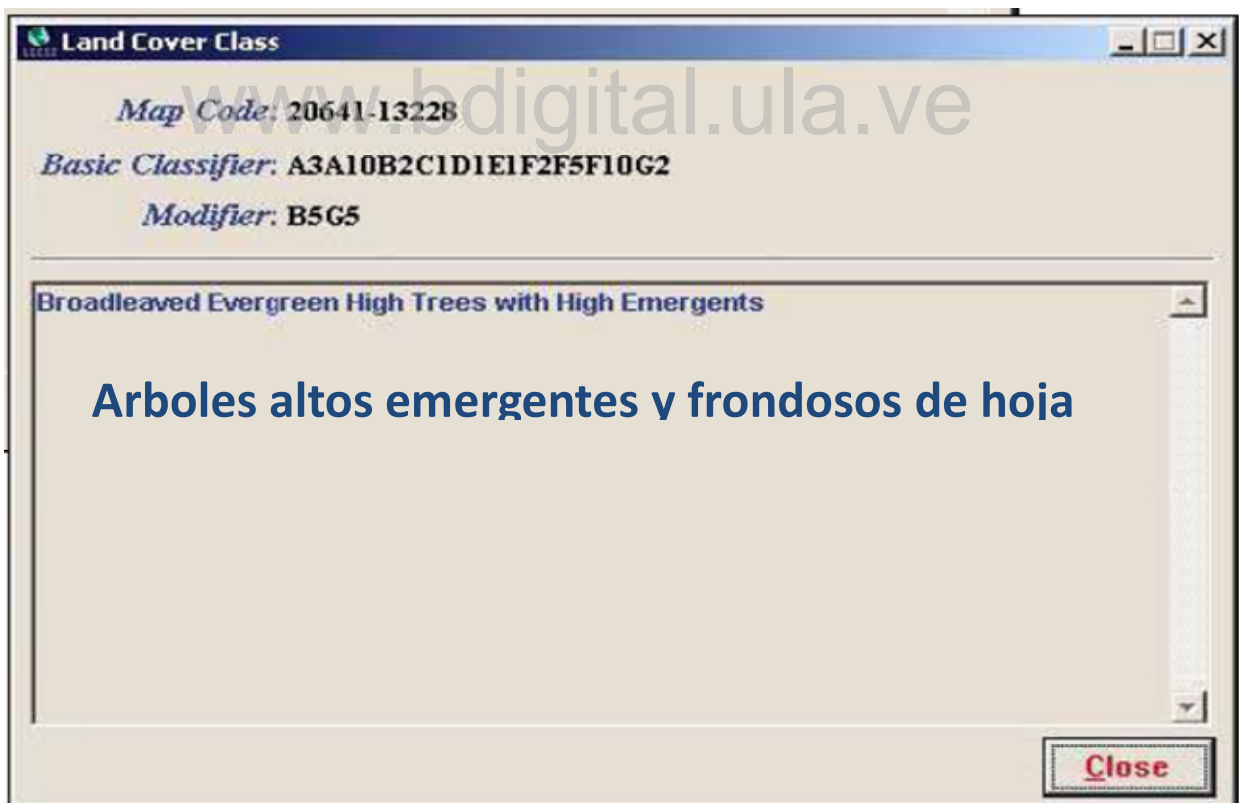 Land Cover Class
www.bdigital.ula.ve
Map Code: 20641-13228
Basic Classifier: A3A10B2C1D1E1F2F5F10G2
Modifier: B5G5
Broadleaved Evergreen High Trees with High Emergents
Arboles altos emergentes y frondosos de hoja
Close